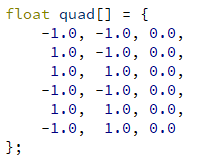 float quad[] = {
    -1.0, -1.0, 0.0,
     1.0, -1.0, 0.0,
     1.0,  1.0, 0.0,
    -1.0, -1.0, 0.0,
     1.0,  1.0, 0.0,
    -1.0,  1.0, 0.0
};